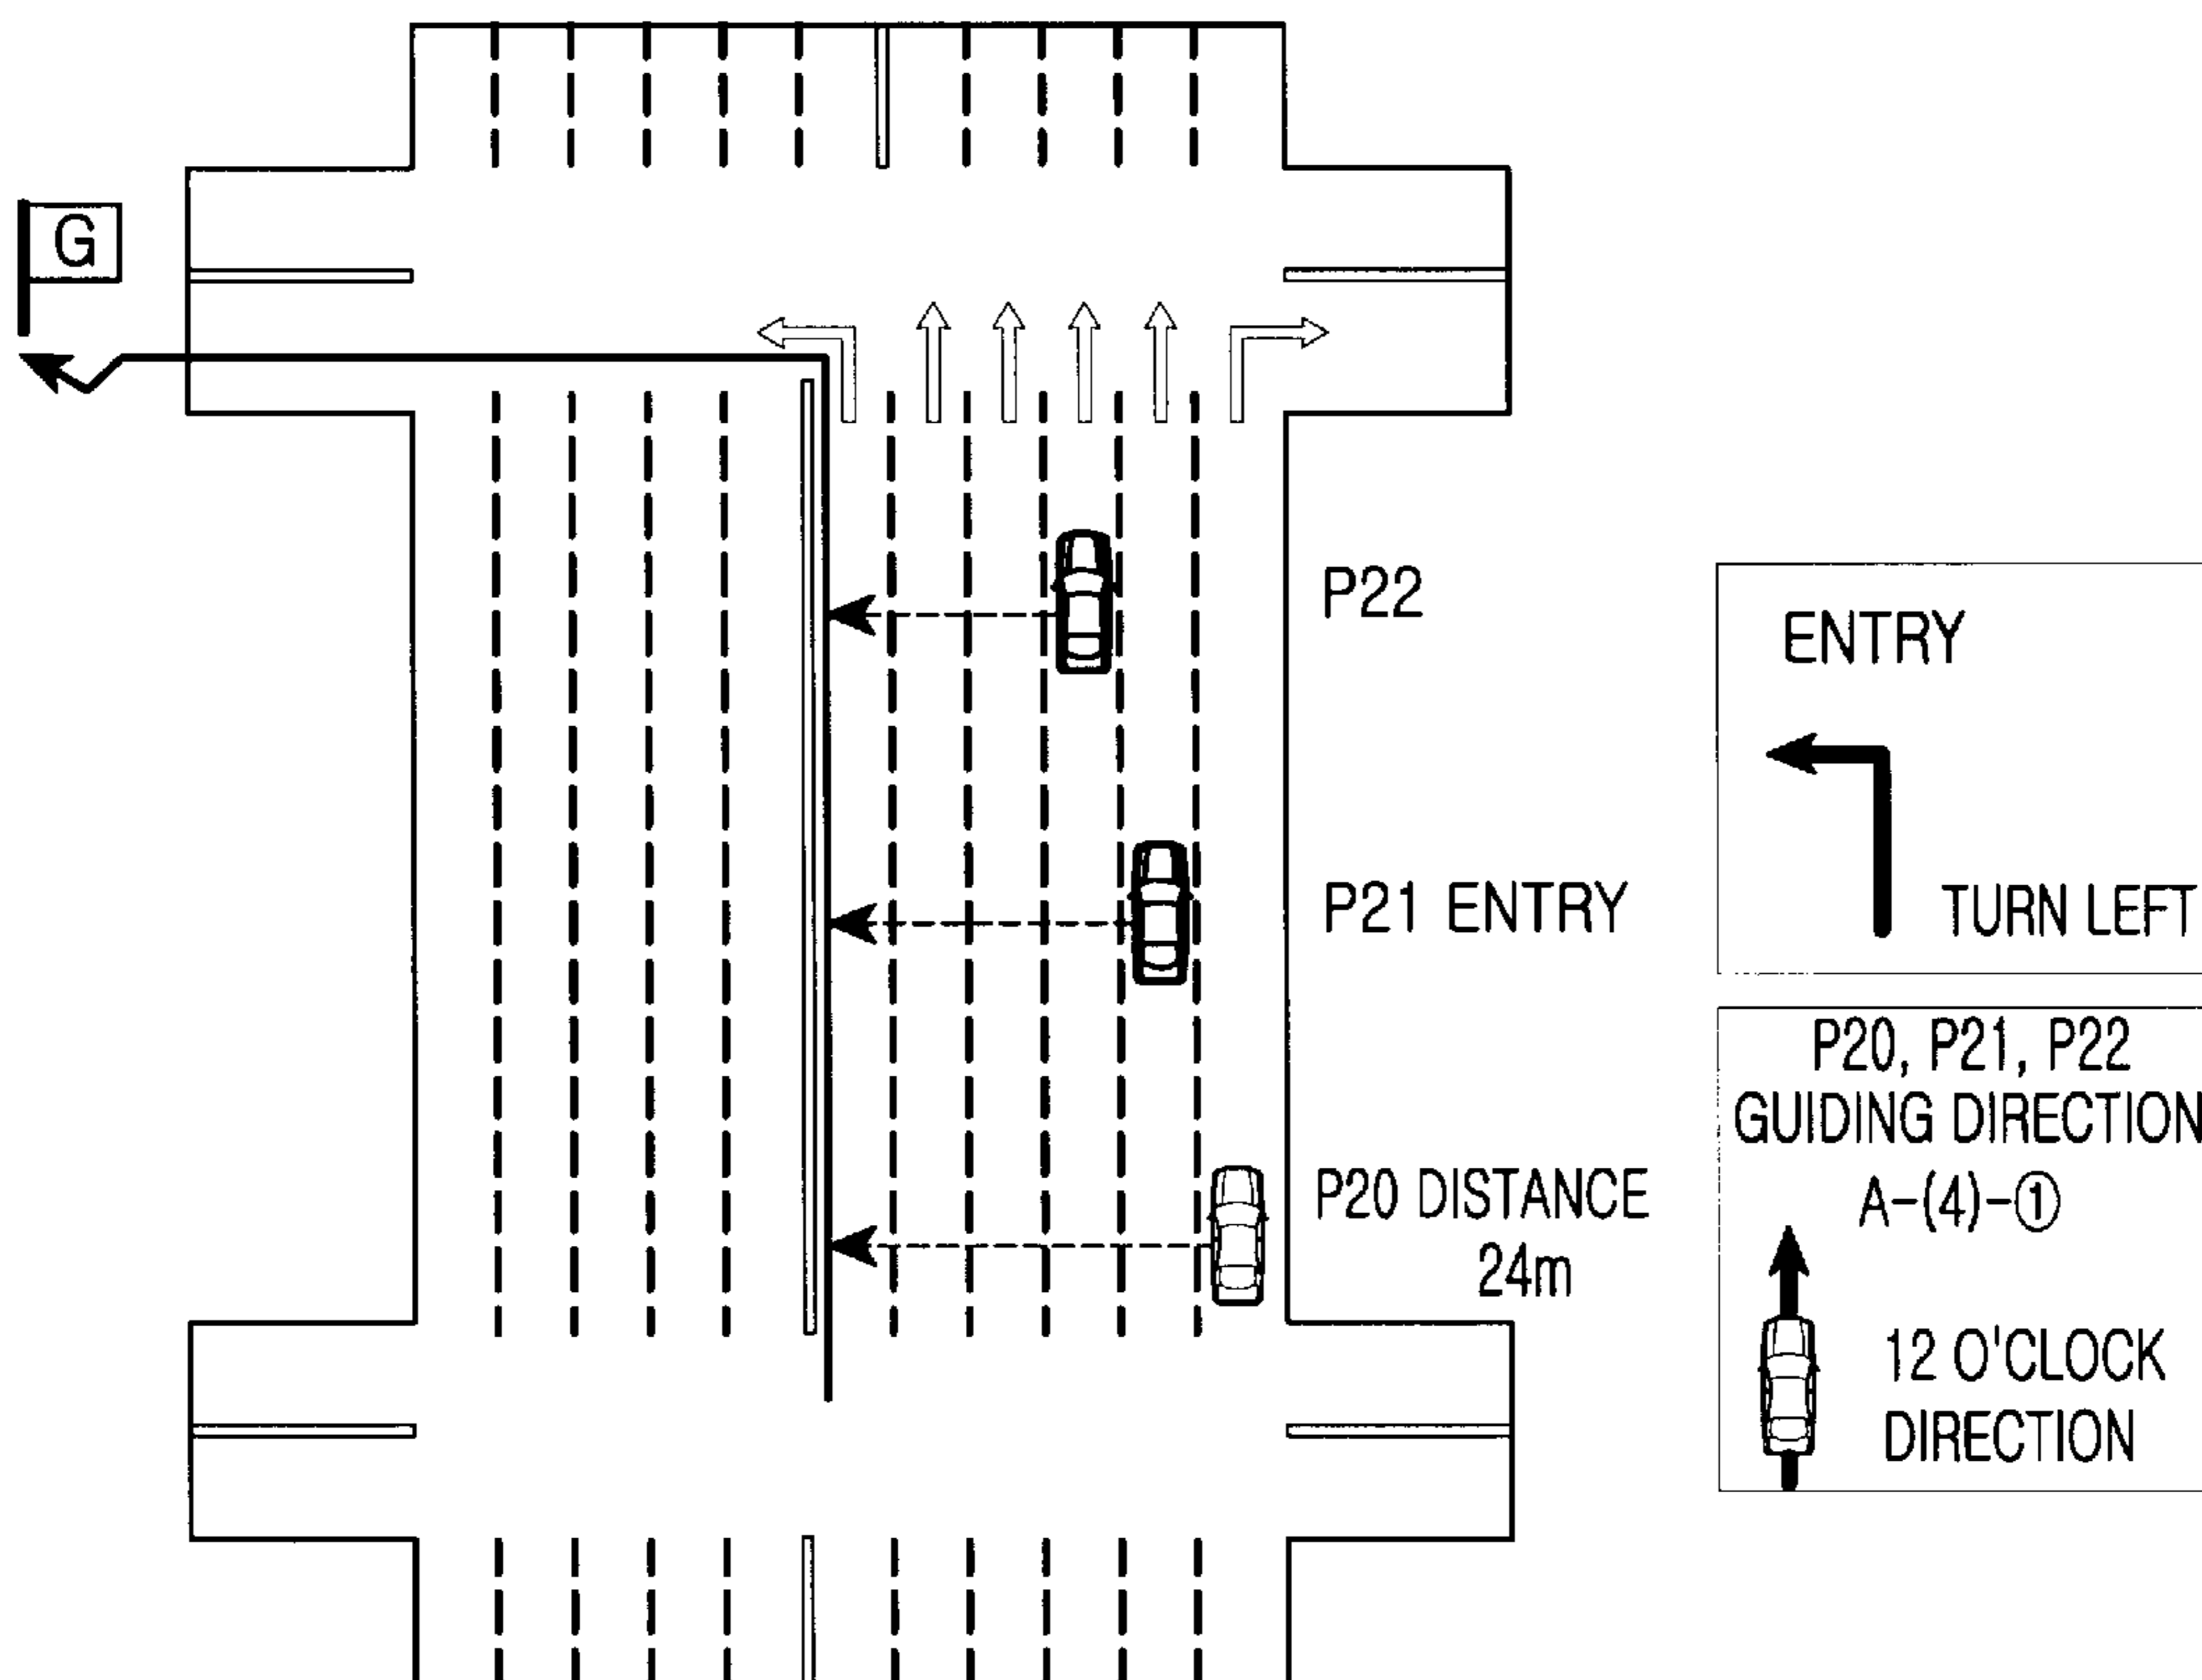 G
P22
ENTRY
TURN LEFT
P21 ENTRY
P20, P21, P22
GUIDING DIRECTION
A-(4)-①
P20 DISTANCE
24m
12 O'CLOCK
DIRECTION